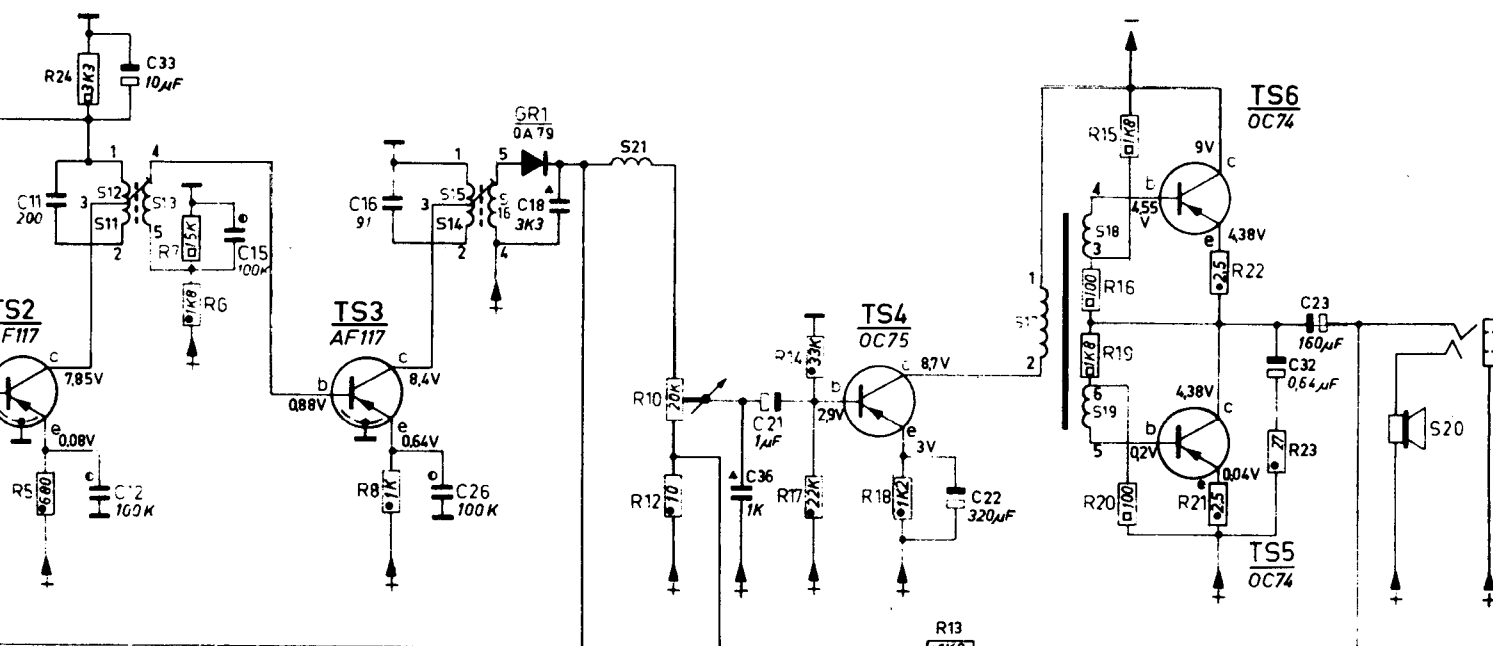 R24
3K3
C33
10µF
1
4
C11
200
3
S12
S11
S13
2
5
R7
15K
C15
100K
R6
1K8
TS2
F117
c
7,85V
e
0,08V
R5
680
C12
100K
TS3
AF117
b
0,88V
c
8,4V
e
0,64V
R8
1K
C26
100K
GR1
OA79
C16
91
1
5
3
S15
S14
S
16
2
4
C18
3K3
S21
R10
20K
R12
10
C36
1K
C21
1µF
R14
33K
R17
22K
TS4
OC75
b
2,9V
c
8,7V
e
3V
R18
1K2
C22
320µF
R13
1
2
R15
1K8
4
S18
3
R16
100
R19
1K8
6
S19
5
R20
100
TS6
OC74
9V
c
b
4,55
V
e
4,38V
R22
2,5
4,38V
c
b
0,2V
e
0,04V
R21
2,5
TS5
OC74
C23
160µF
C32
0,64µF
R23
27
S20